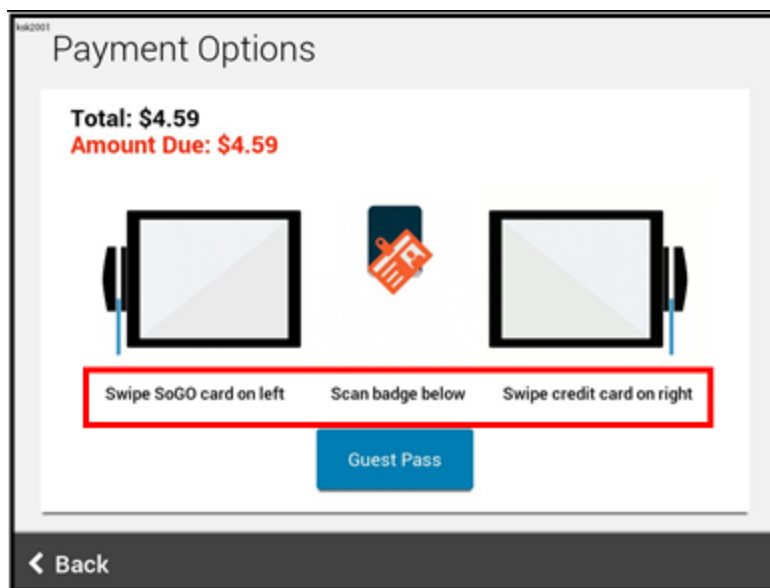 ksk2001
Payment Options
Total: $4.59
Amount Due: $4.59
Swipe SoGO card on left Scan badge below Swipe credit card on right
Guest Pass
Back